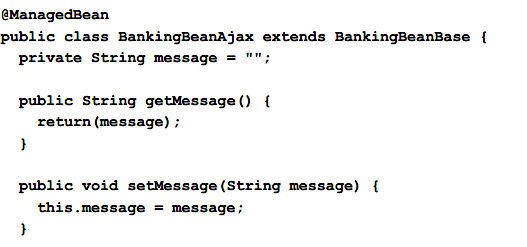 @ManagedBean
public class BankingBeanAjax extends BankingBeanBase {
  private String message = "";

  public String getMessage() {
    return(message);
  }

  public void setMessage(String message) {
    this.message = message;
  }